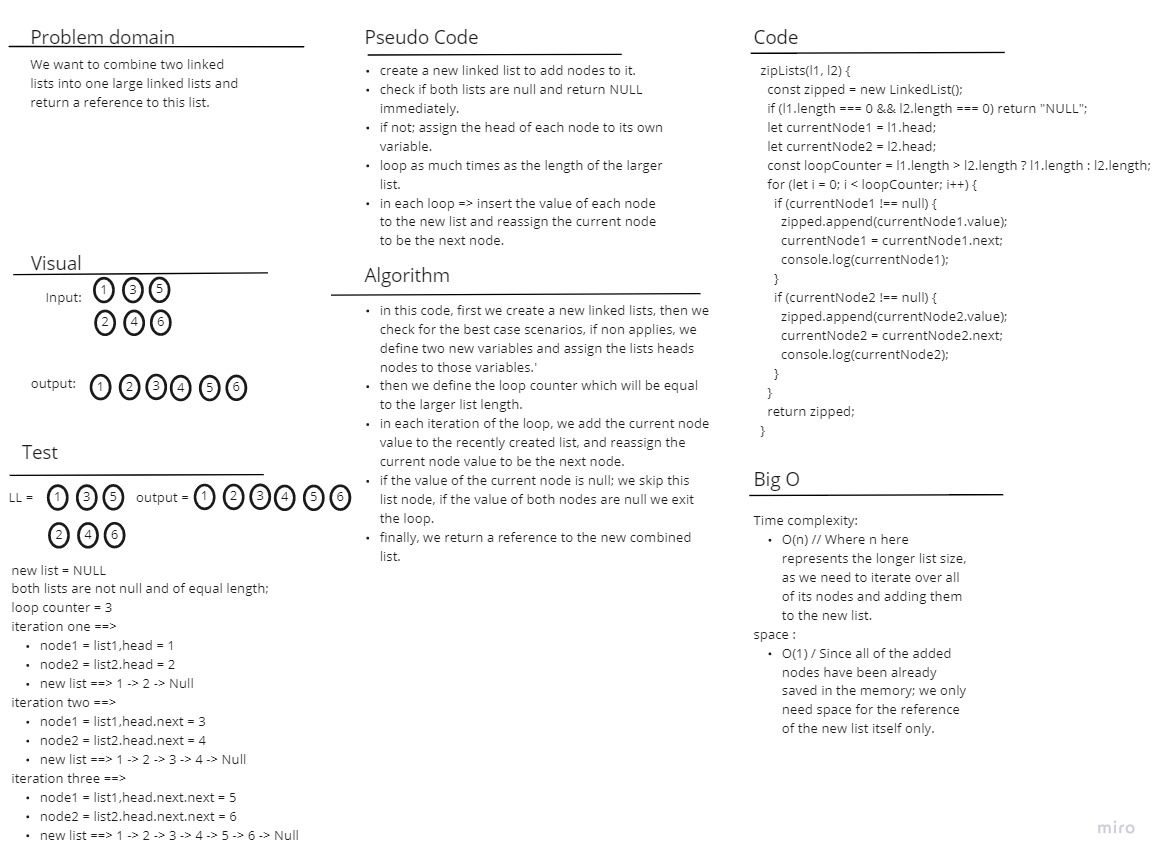 Problem domain
We want to combine two linked
lists into one large linked lists and
return a reference to this list.
Visual
Input:
1 3 5
2 4 6
output:
1 2 3 4 5 6
Test
LL = 1 3 5 output = 1 2 3 4 5 6
2 4 6
new list = NULL
both lists are not null and of equal length;
loop counter = 3
iteration one ==>
• node1 = list1,head = 1
• node2 = list2.head = 2
• new list ==> 1 -> 2 -> Null
iteration two ==>
• node1 = list1,head.next = 3
• node2 = list2.head.next = 4
• new list ==> 1 -> 2 -> 3 -> 4 -> Null
iteration three ==>
• node1 = list1,head.next.next = 5
• node2 = list2.head.next.next = 6
• new list ==> 1 -> 2 -> 3 -> 4 -> 5 -> 6 -> Null
Pseudo Code
• create a new linked list to add nodes to it.
• check if both lists are null and return NULL
immediately.
• if not; assign the head of each node to its own
variable.
• loop as much times as the length of the larger
list.
• in each loop => insert the value of each node
to the new list and reassign the current node
to be the next node.
Algorithm
• in this code, first we create a new linked lists, then we
check for the best case scenarios, if non applies, we
define two new variables and assign the lists heads
nodes to those variables.'
• then we define the loop counter which will be equal
to the larger list length.
• in each iteration of the loop, we add the current node
value to the recently created list, and reassign the
current node value to be the next node.
• if the value of the current node is null; we skip this
list node, if the value of both nodes are null we exit
the loop.
• finally, we return a reference to the new combined
list.
Code
zipLists(l1, l2) {
const zipped = new LinkedList();
if (l1.length === 0 && l2.length === 0) return "NULL";
let currentNode1 = l1.head;
let currentNode2 = l2.head;
const loopCounter = l1.length > l2.length ? l1.length : l2.length;
for (let i = 0; i < loopCounter; i++) {
if (currentNode1 !== null) {
zipped.append(currentNode1.value);
currentNode1 = currentNode1.next;
console.log(currentNode1);
}
if (currentNode2 !== null) {
zipped.append(currentNode2.value);
currentNode2 = currentNode2.next;
console.log(currentNode2);
}
}
return zipped;
}
Big O
Time complexity:
• O(n) // Where n here
represents the longer list size,
as we need to iterate over all
of its nodes and adding them
to the new list.
space :
• O(1) / Since all of the added
nodes have been already
saved in the memory; we only
need space for the reference
of the new list itself only.
miro